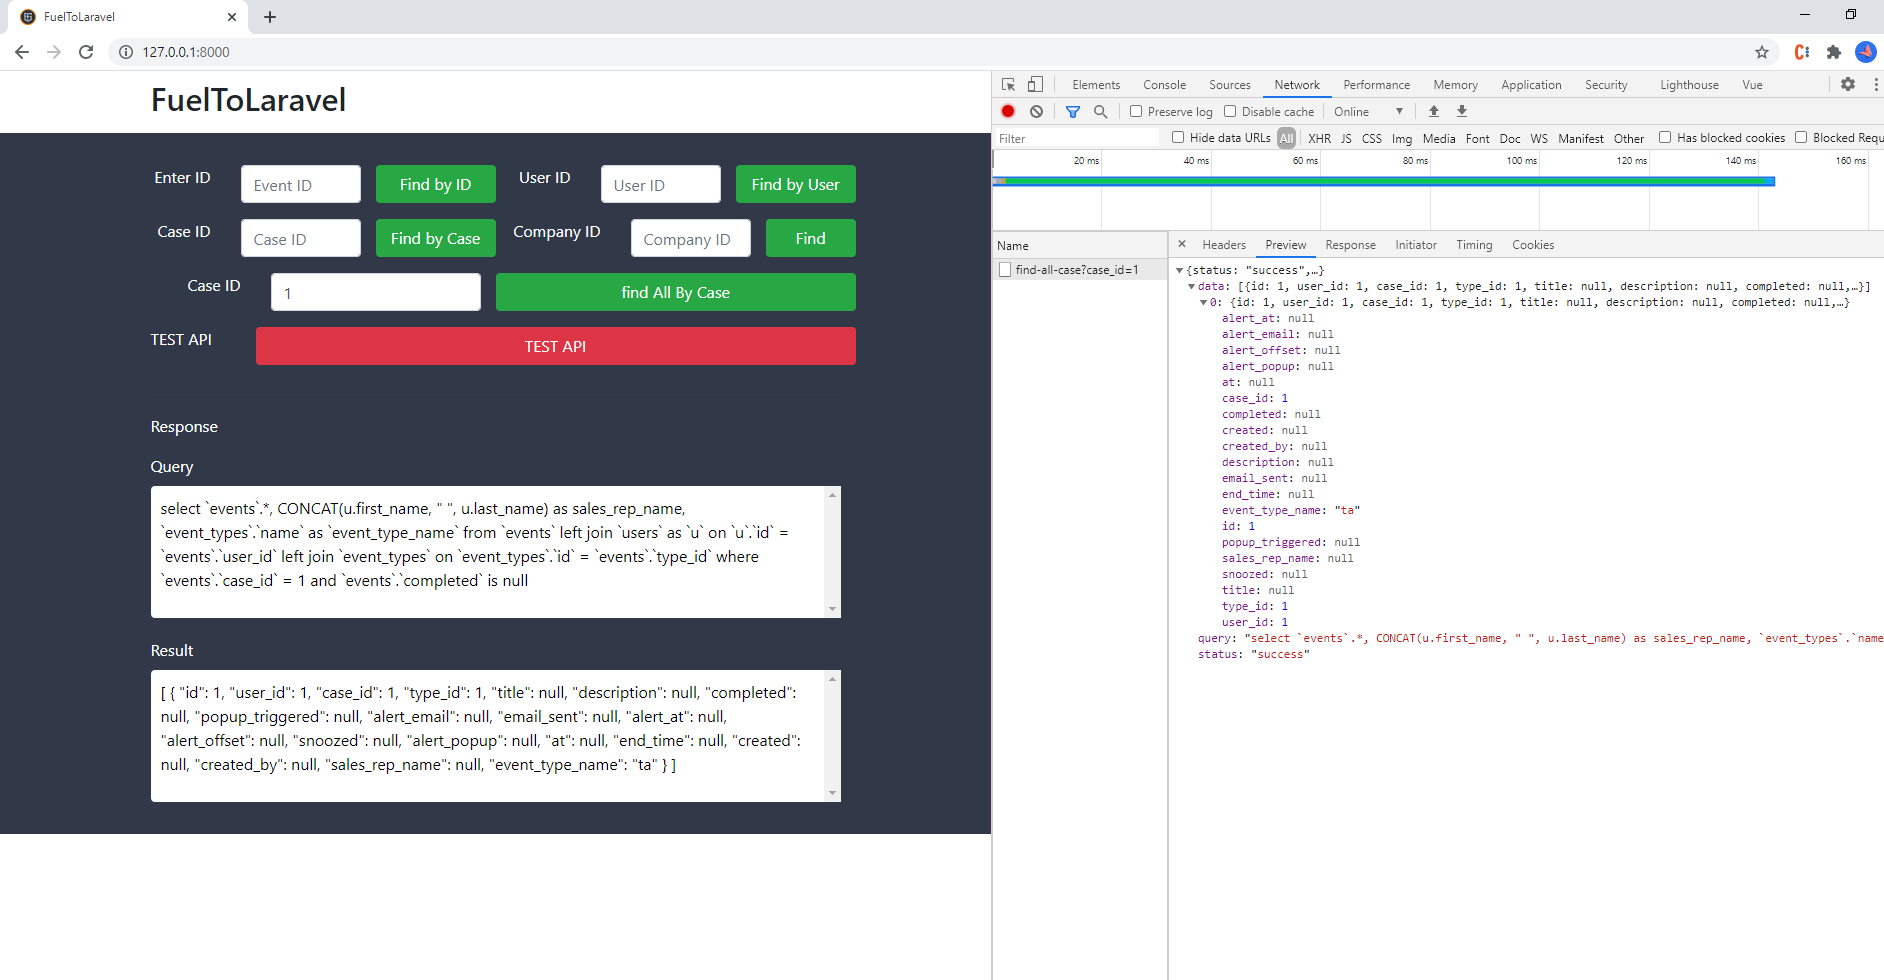 FuelToLaravel
127.0.0.1:8000
FuelToLaravel
Enter ID Event ID Find by ID User ID User ID Find by User
Case ID Case ID Find by Case Company ID Company ID Find
Case ID 1 find All By Case
TEST API TEST API
Response
Query
select `events`.*, CONCAT(u.first_name, " ", u.last_name) as sales_rep_name,
`event_types`.`name` as `event_type_name` from `events` left join `users` as `u` on `u`.`id` =
`events`.`user_id` left join `event_types` on `event_types`.`id` = `events`.`type_id` where
`events`.`case_id` = 1 and `events`.`completed` is null
Result
[ { "id": 1, "user_id": 1, "case_id": 1, "type_id": 1, "title": null, "description": null, "completed":
null, "popup_triggered": null, "alert_email": null, "email_sent": null, "alert_at": null,
"alert_offset": null, "snoozed": null, "alert_popup": null, "at": null, "end_time": null, "created":
null, "created_by": null, "sales_rep_name": null, "event_type_name": "ta" } ]
Elements Console Sources Network Performance Memory Application Security Lighthouse Vue
Preserve log Disable cache Online
Filter Hide data URLs All XHR JS CSS Img Media Font Doc WS Manifest Other Has blocked cookies Blocked Requ
20 ms 40 ms 60 ms 80 ms 100 ms 120 ms 140 ms 160 ms
Name
find-all-case?case_id=1
Headers Preview Response Initiator Timing Cookies
{status: "success",…}
data: [{id: 1, user_id: 1, case_id: 1, type_id: 1, title: null, description: null, completed: null,…}]
0: {id: 1, user_id: 1, case_id: 1, type_id: 1, title: null, description: null, completed: null,…}
alert_at: null
alert_email: null
alert_offset: null
alert_popup: null
at: null
case_id: 1
completed: null
created: null
created_by: null
description: null
email_sent: null
end_time: null
event_type_name: "ta"
id: 1
popup_triggered: null
sales_rep_name: null
snoozed: null
title: null
type_id: 1
user_id: 1
query: "select `events`.*, CONCAT(u.first_name, " ", u.last_name) as sales_rep_name, `event_types`.`name
status: "success"